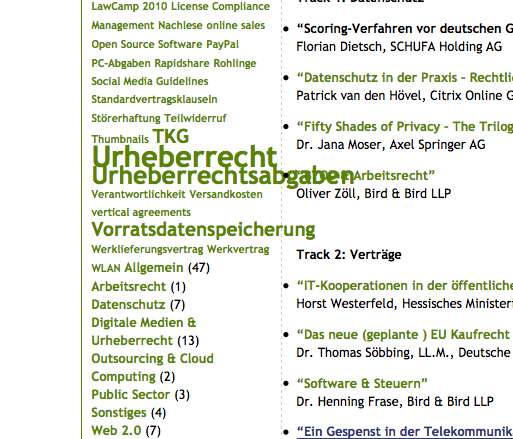 LawCamp 2010 License Compliance
Management Nachlese online sales
Open Source Software PayPal
PC-Abgaben Rapidshare Rohlinge
Social Media Guidelines
Standardvertragsklauseln
Störerhaftung Teilwiderruf
Thumbnails TKG
Urheberrecht
Urheberrechtsabgaben
Verantwortlichkeit Versandkosten
vertical agreements
Vorratsdatenspeicherung
Werklieferungsvertrag Werkvertrag
WLAN Allgemein (47)
Arbeitsrecht (1)
Datenschutz (7)
Digitale Medien &
Urheberrecht (13)
Outsourcing & Cloud
Computing (2)
Public Sector (3)
Sonstiges (4)
Web 2.0 (7)
Track 1: Datenschutz
“Scoring-Verfahren vor deutschen G
Florian Dietsch, SCHUFA Holding AG
“Datenschutz in der Praxis - Rechtli
Patrick van den Hövel, Citrix Online G
“Fifty Shades of Privacy - The Trilog
Dr. Jana Moser, Axel Springer AG
Arbeitsrecht”
Oliver Zöll, Bird & Bird LLP
Track 2: Verträge
“IT-Kooperationen in der öffentliche
Horst Westerfeld, Hessisches Minister
“Das neue (geplante ) EU Kaufrecht
Dr. Thomas Söbbing, LL.M., Deutsche
“Software & Steuern”
Dr. Henning Frase, Bird & Bird LLP
“Ein Gespenst in der Telekommunik